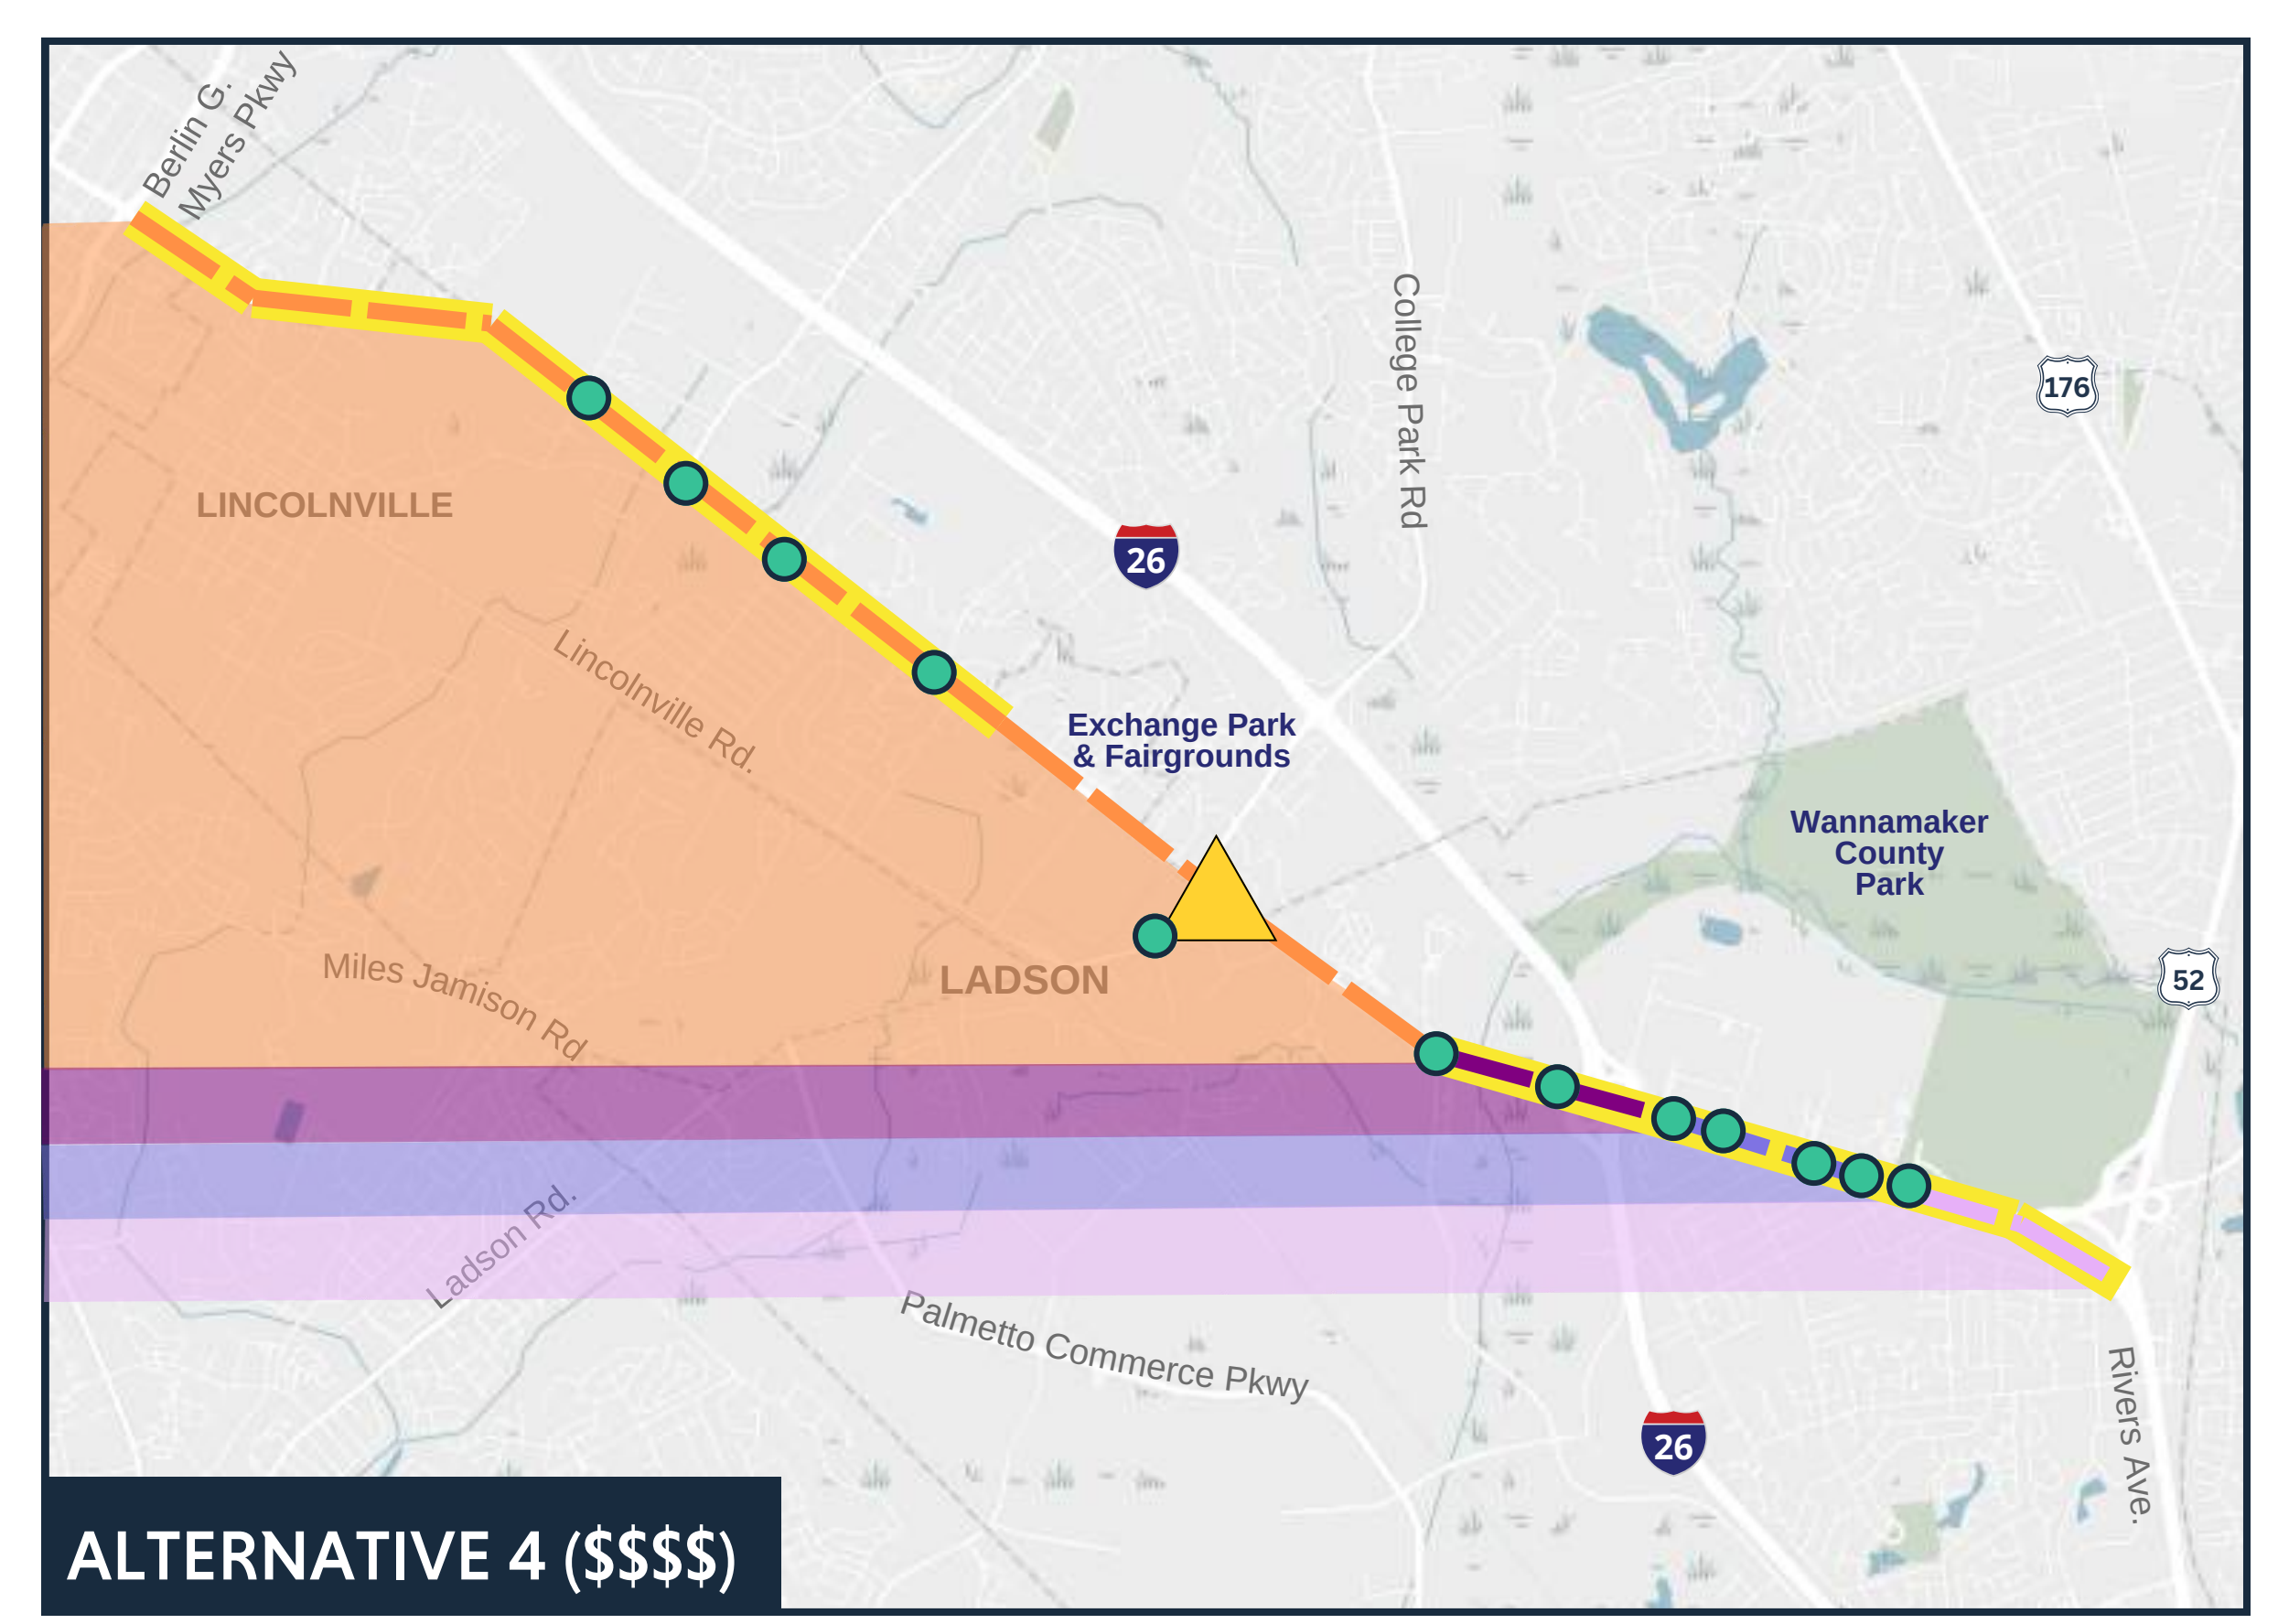 Berlin G.
Myers Pkwy
College Park Rd
176
LINCOLNVILLE
26
Lincolnville Rd.
Exchange Park
& Fairgrounds
Wannamaker
County
Park
Miles Jamison Rd
LADSON
52
Ladson Rd.
Palmetto Commerce Pkwy
Rivers Ave.
26
ALTERNATIVE 4 ($$$$)